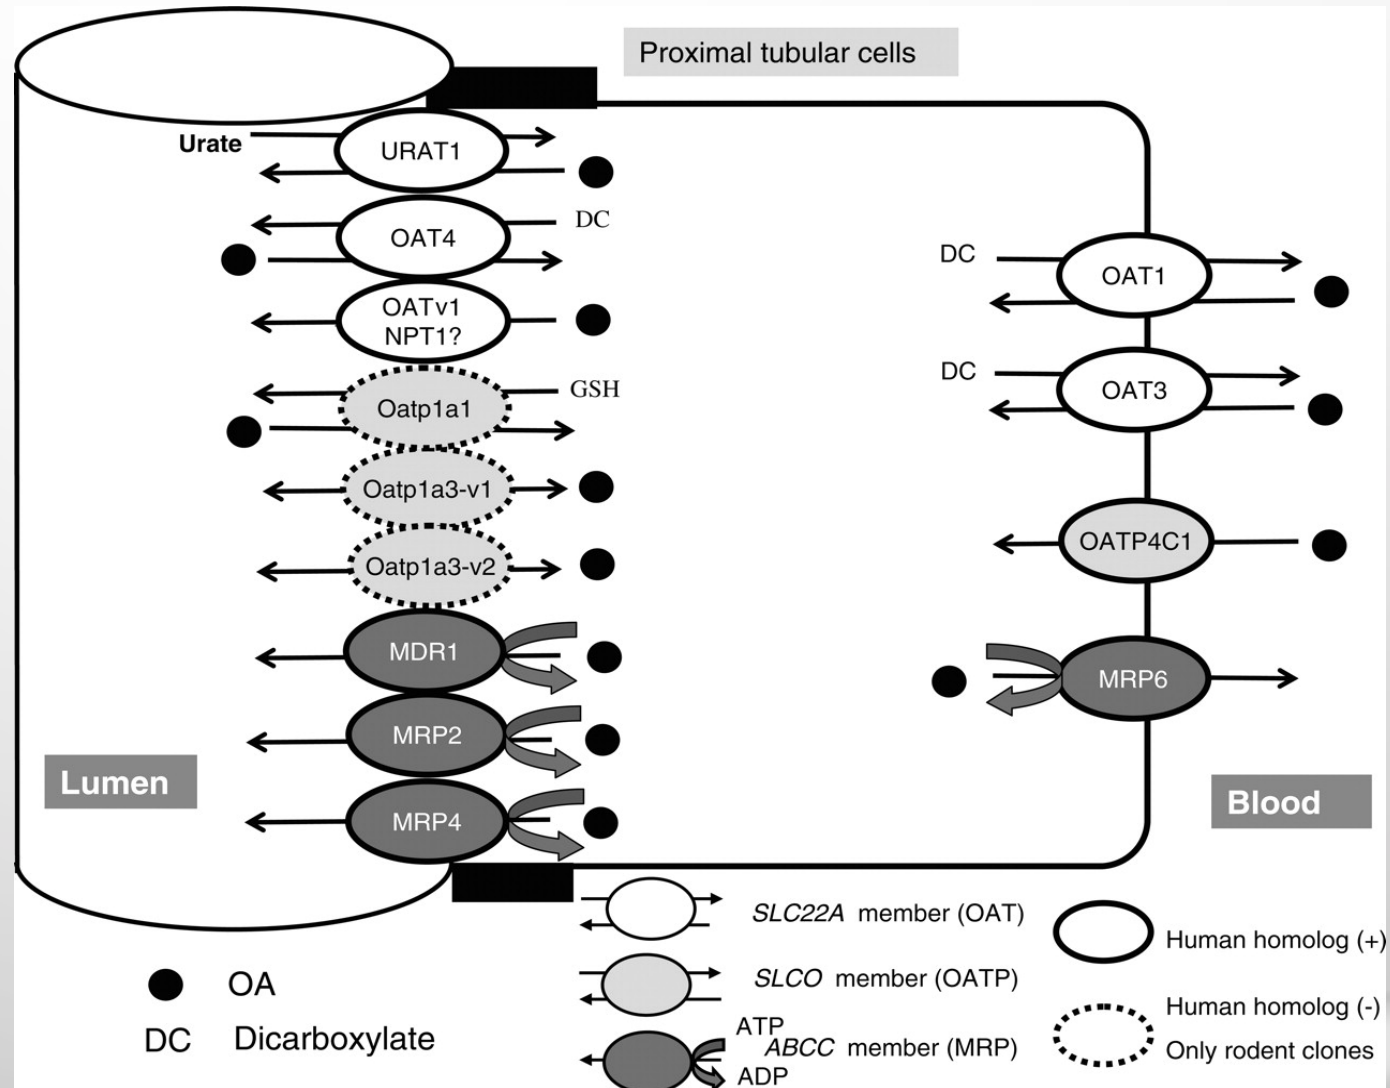 Proximal tubular cells
Urate
URAT1
DC
OAT4
OATv1
NPT1?
GSH
Oatp1a1
Oatp1a3-v1
Oatp1a3-v2
MDR1
MRP2
MRP4
Lumen
DC
OAT1
DC
OAT3
OATP4C1
MRP6
Blood
OA
DC Dicarboxylate
SLC22A member (OAT)
SLCO member (OATP)
ATP
ABCC member (MRP)
ADP
Human homolog (+)
Human homolog (-)
Only rodent clones